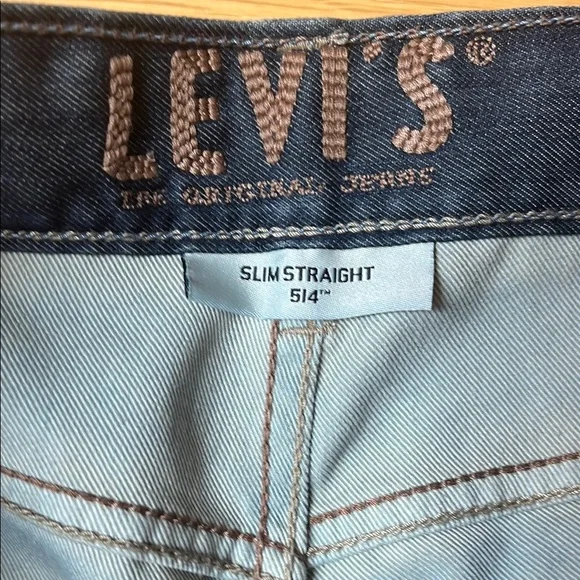 LEVI'S®
THE ORIGINAL JEANS
SLIM STRAIGHT
514™